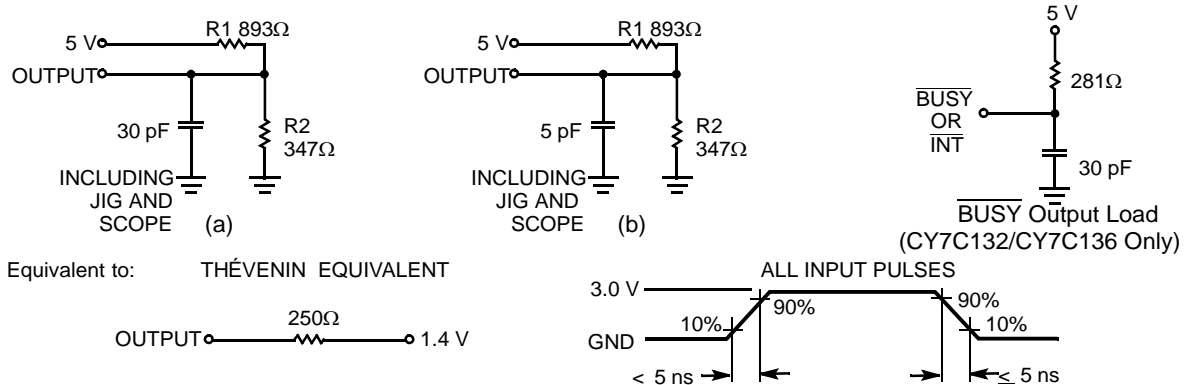 5 V
R1 893Ω
OUTPUT
30 pF
R2
347Ω
INCLUDING
JIG AND
SCOPE
(a)
5 V
R1 893Ω
OUTPUT
5 pF
R2
347Ω
INCLUDING
JIG AND
SCOPE
(b)
5 V
281Ω
BUSY
OR
INT
30 pF
BUSY Output Load
(CY7C132/CY7C136 Only)
Equivalent to:
THÉVENIN EQUIVALENT
OUTPUT
250Ω
1.4 V
ALL INPUT PULSES
3.0 V
GND
10%
90%
90%
10%
< 5 ns
≤ 5 ns